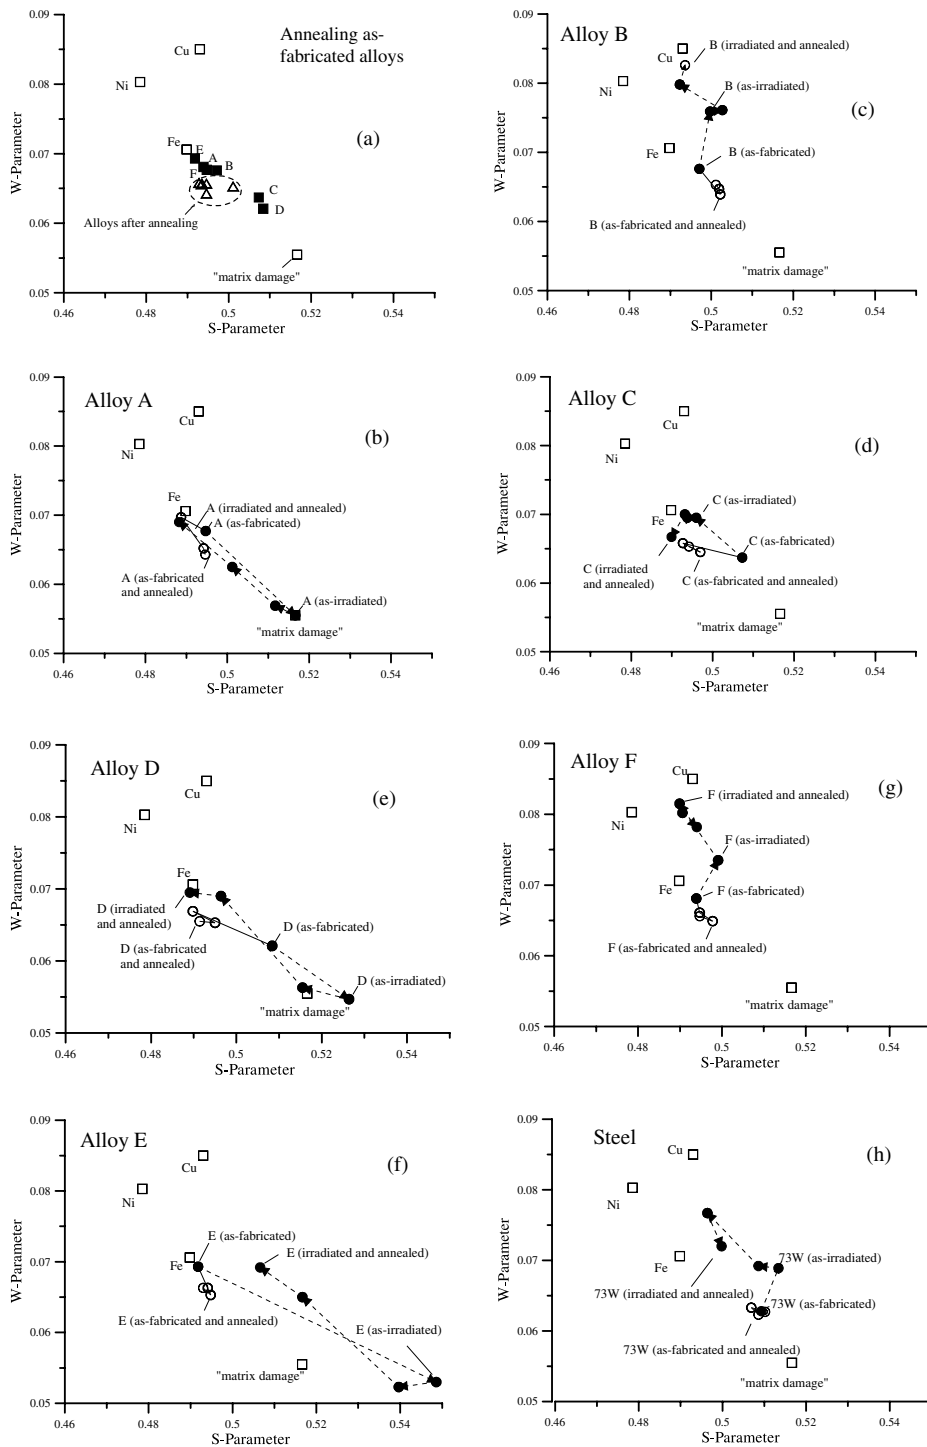 0.09
0.08
0.07
0.06
0.05
0.46
0.48
0.5
0.52
0.54
S-Parameter
W-Parameter
Annealing as-
fabricated alloys
(a)
Cu
Ni
Fe
E
A
B
F
C
D
Alloys after annealing
"matrix damage"
Alloy B
(c)
0.09
0.08
0.07
0.06
0.05
0.46
0.48
0.5
0.52
0.54
S-Parameter
W-Parameter
Cu
Ni
Fe
B (irradiated and annealed)
B (as-irradiated)
B (as-fabricated)
B (as-fabricated and annealed)
"matrix damage"
Alloy A
(b)
0.09
0.08
0.07
0.06
0.05
0.46
0.48
0.5
0.52
0.54
S-Parameter
W-Parameter
Cu
Ni
Fe
A (irradiated and annealed)
A (as-fabricated)
A (as-fabricated
and annealed)
A (as-irradiated)
"matrix damage"
Alloy C
(d)
0.09
0.08
0.07
0.06
0.05
0.46
0.48
0.5
0.52
0.54
S-Parameter
W-Parameter
Cu
Ni
Fe
C (as-irradiated)
C (as-fabricated)
C (irradiated
and annealed)
C (as-fabricated and annealed)
"matrix damage"
Alloy D
(e)
0.09
0.08
0.07
0.06
0.05
0.46
0.48
0.5
0.52
0.54
S-Parameter
W-Parameter
Cu
Ni
Fe
D (irradiated
and annealed)
D (as-fabricated)
D (as-fabricated
and annealed)
D (as-irradiated)
"matrix damage"
Alloy F
(g)
0.09
0.08
0.07
0.06
0.05
0.46
0.48
0.5
0.52
0.54
S-Parameter
W-Parameter
Cu
Ni
Fe
F (irradiated and annealed)
F (as-irradiated)
F (as-fabricated)
F (as-fabricated and annealed)
"matrix damage"
Alloy E
(f)
0.09
0.08
0.07
0.06
0.05
0.46
0.48
0.5
0.52
0.54
S-Parameter
W-Parameter
Cu
Ni
Fe
E (as-fabricated)
E (irradiated and annealed)
E (as-fabricated and annealed)
E (as-irradiated)
"matrix damage"
Steel
(h)
0.09
0.08
0.07
0.06
0.05
0.46
0.48
0.5
0.52
0.54
S-Parameter
W-Parameter
Cu
Ni
Fe
73W (as-irradiated)
73W (irradiated and annealed)
73W (as-fabricated)
73W (as-fabricated and annealed)
"matrix damage"